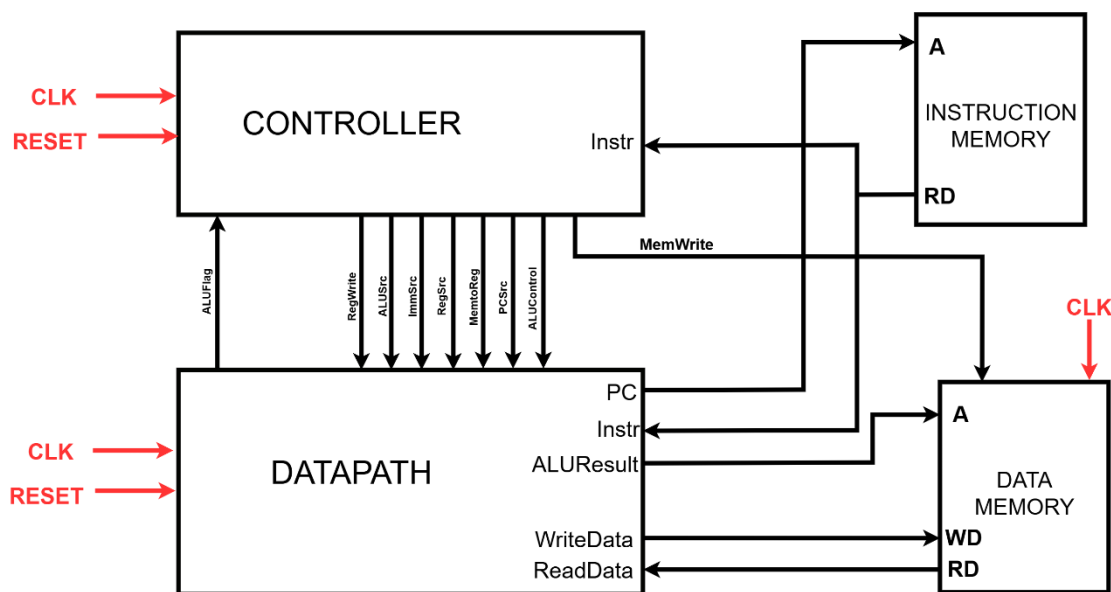 CLK
RESET
CONTROLLER
Instr
A
INSTRUCTION
MEMORY
RD
MemWrite
ALUFlag
RegWrite
ALUSrc
ImmSrc
RegSrc
MemtoReg
PCSrc
ALUControl
CLK
CLK
RESET
DATAPATH
PC
Instr
ALUResult
WriteData
ReadData
A
DATA
MEMORY
WD
RD